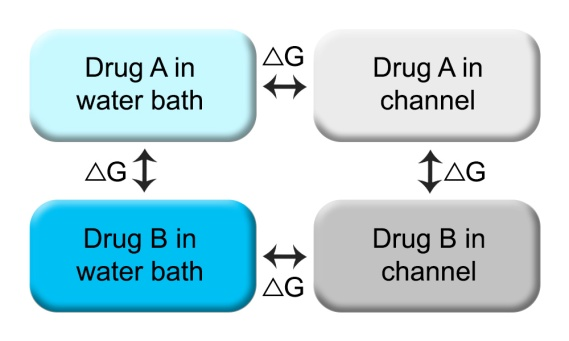 Drug A in
water bath
△G
Drug A in
channel
△G
△G
Drug B in
water bath
△G
Drug B in
channel